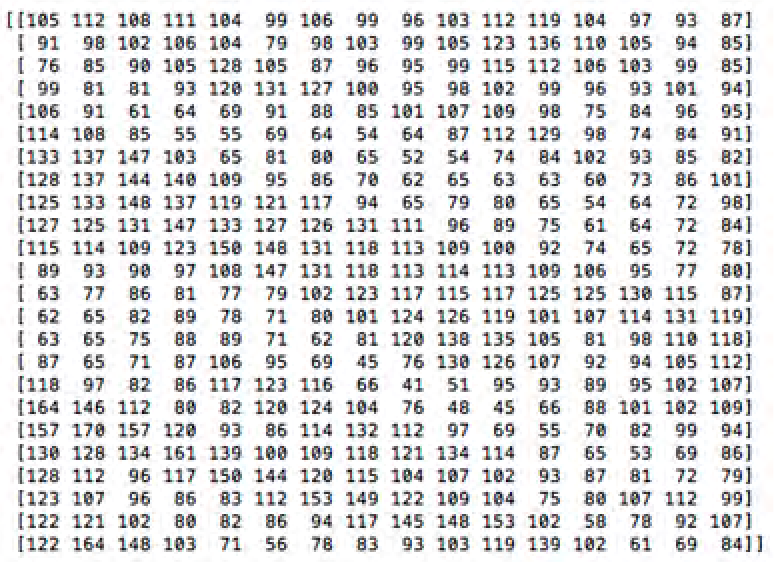 [[105 112 108 111 104 99 106 99 96 103 112 119 104 97 93 87]
[ 91 98 102 106 104 79 98 103 99 105 123 136 110 105 94 85]
[ 76 85 90 105 128 105 87 96 95 99 115 112 106 103 99 85]
[ 99 81 81 93 120 131 127 100 95 98 102 99 96 93 101 94]
[106 91 61 64 69 91 88 85 101 107 109 98 75 84 96 95]
[114 108 85 55 55 69 64 54 64 87 112 129 98 74 84 91]
[133 137 147 103 65 81 80 65 52 54 74 84 102 93 85 82]
[128 137 144 140 109 95 86 70 62 65 63 63 60 73 86 101]
[125 133 148 137 119 121 117 94 65 79 80 65 54 64 72 98]
[127 125 131 147 133 127 126 131 111 96 89 75 61 64 72 84]
[115 114 109 123 150 148 131 118 113 109 100 92 74 65 72 78]
[ 89 93 90 97 108 147 131 118 113 114 113 109 106 95 77 80]
[ 63 77 86 81 77 79 102 123 117 115 117 125 125 130 115 87]
[ 62 65 82 89 78 71 80 101 124 126 119 101 107 114 131 119]
[ 63 65 75 88 89 71 62 81 120 138 135 105 81 98 110 118]
[ 87 65 71 87 106 95 69 45 76 130 126 107 92 94 105 112]
[118 97 82 86 117 123 116 66 41 51 95 93 89 95 102 107]
[164 146 112 80 82 120 124 104 76 48 45 66 88 101 102 109]
[157 170 157 120 93 86 114 132 112 97 69 55 70 82 99 94]
[130 128 134 161 139 100 109 118 121 134 114 87 65 53 69 86]
[128 112 96 117 150 144 120 115 104 107 102 93 87 81 72 79]
[123 107 96 86 83 112 153 149 122 109 104 75 80 107 112 99]
[122 121 102 80 82 86 94 117 145 148 153 102 58 78 92 107]
[122 164 148 103 71 56 78 83 93 103 119 139 102 61 69 84]]